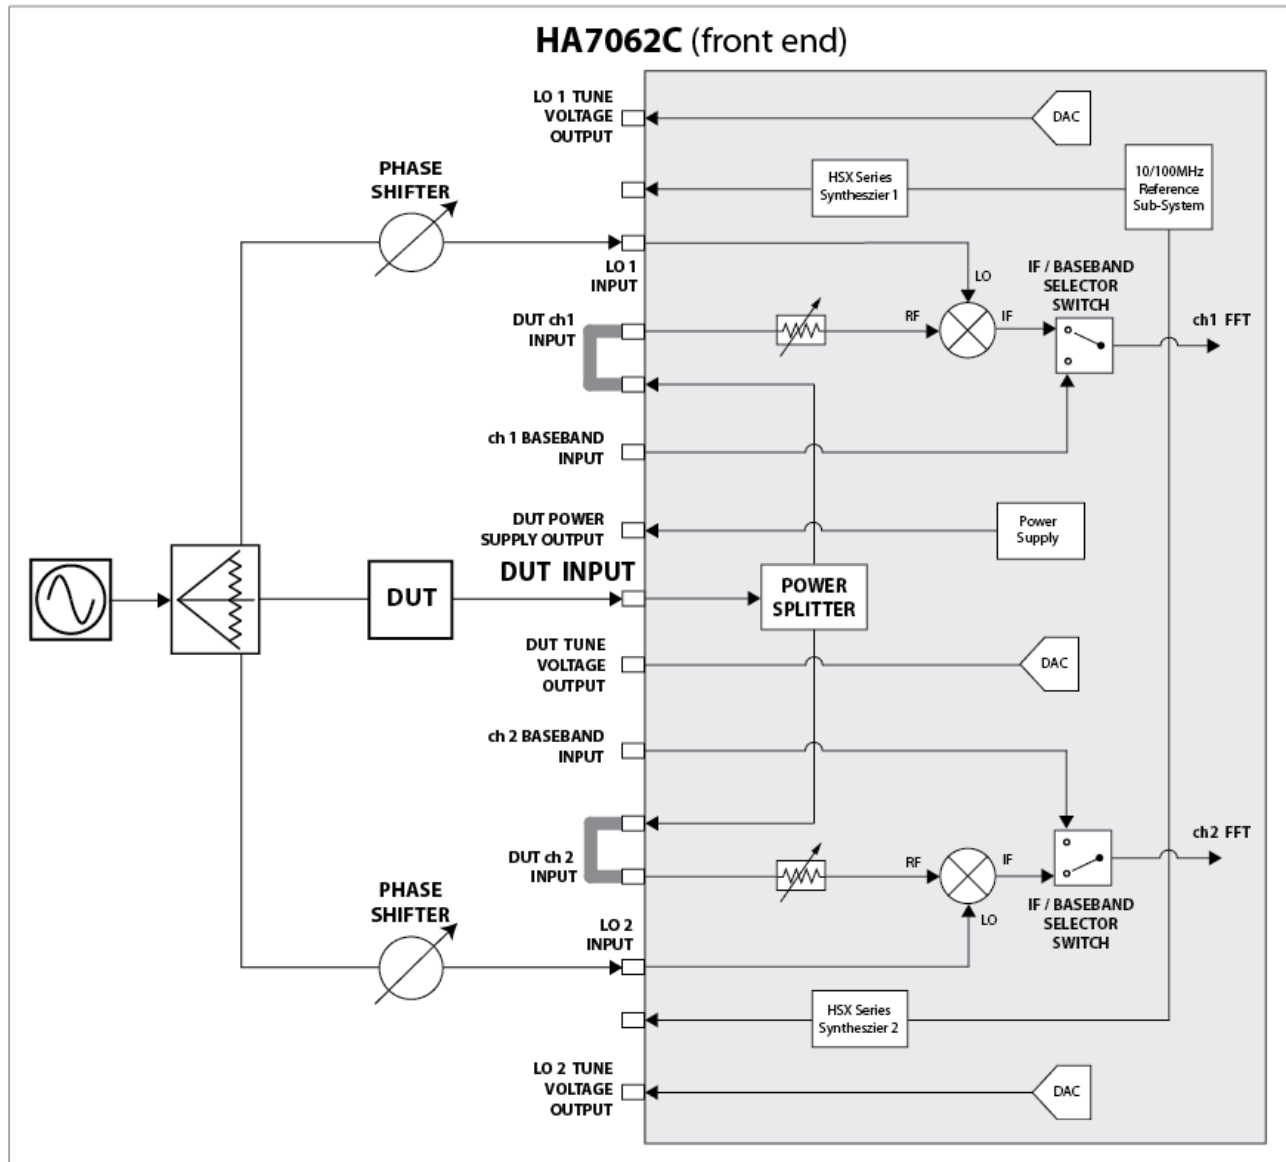 HA7062C (front end)
LO 1 TUNE
VOLTAGE
OUTPUT
DAC
PHASE
SHIFTER
HSX Series
Syntheszier 1
10/100MHz
Reference
Sub-System
LO 1
INPUT
LO
IF / BASEBAND
SELECTOR
SWITCH
DUT ch1
INPUT
RF
IF
ch1 FFT
ch 1 BASEBAND
INPUT
DUT POWER
SUPPLY OUTPUT
Power
Supply
DUT INPUT
DUT
POWER
SPLITTER
DUT TUNE
VOLTAGE
OUTPUT
DAC
ch 2 BASEBAND
INPUT
ch2 FFT
DUT ch 2
INPUT
RF
IF
LO
IF / BASEBAND
SELECTOR
SWITCH
PHASE
SHIFTER
LO 2
INPUT
HSX Series
Syntheszier 2
LO 2 TUNE
VOLTAGE
OUTPUT
DAC